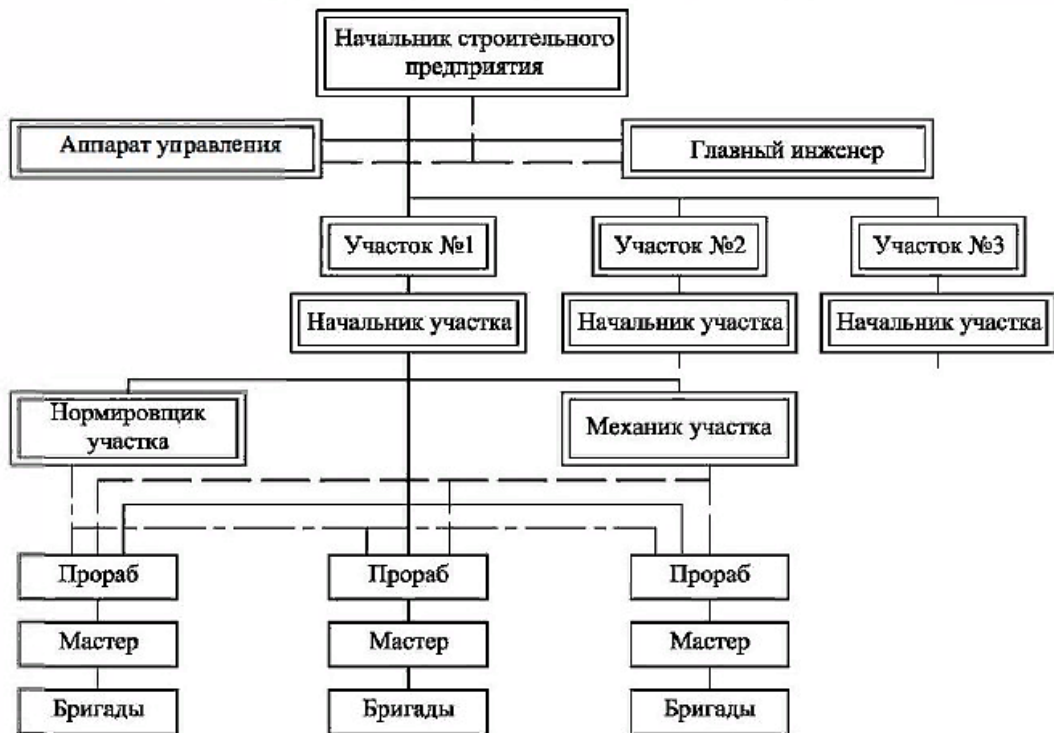 Начальник строительного
предприятия
Аппарат управления
Главный инженер
Участок №1
Участок №2
Участок №3
Начальник участка
Начальник участка
Начальник участка
Нормировщик
участка
Механик участка
Прораб
Прораб
Прораб
Мастер
Мастер
Мастер
Бригады
Бригады
Бригады